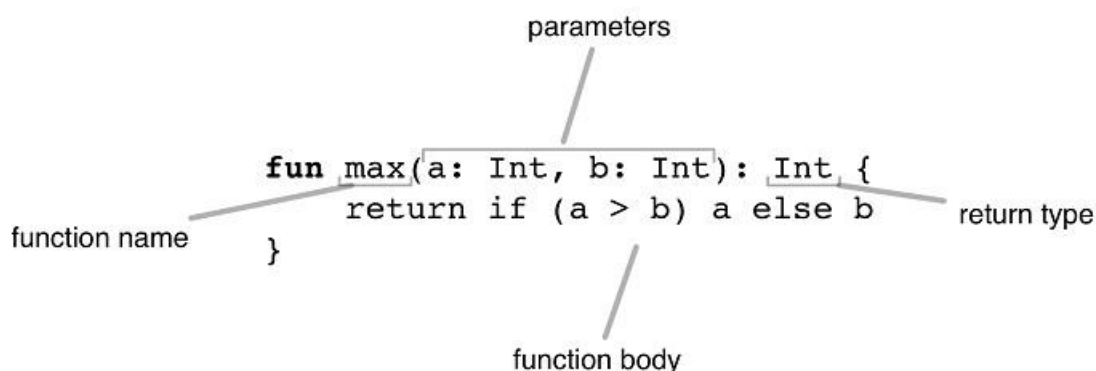 parameters
fun max(a: Int, b: Int): Int {
return if (a > b) a else b
}
function name
return type
function body